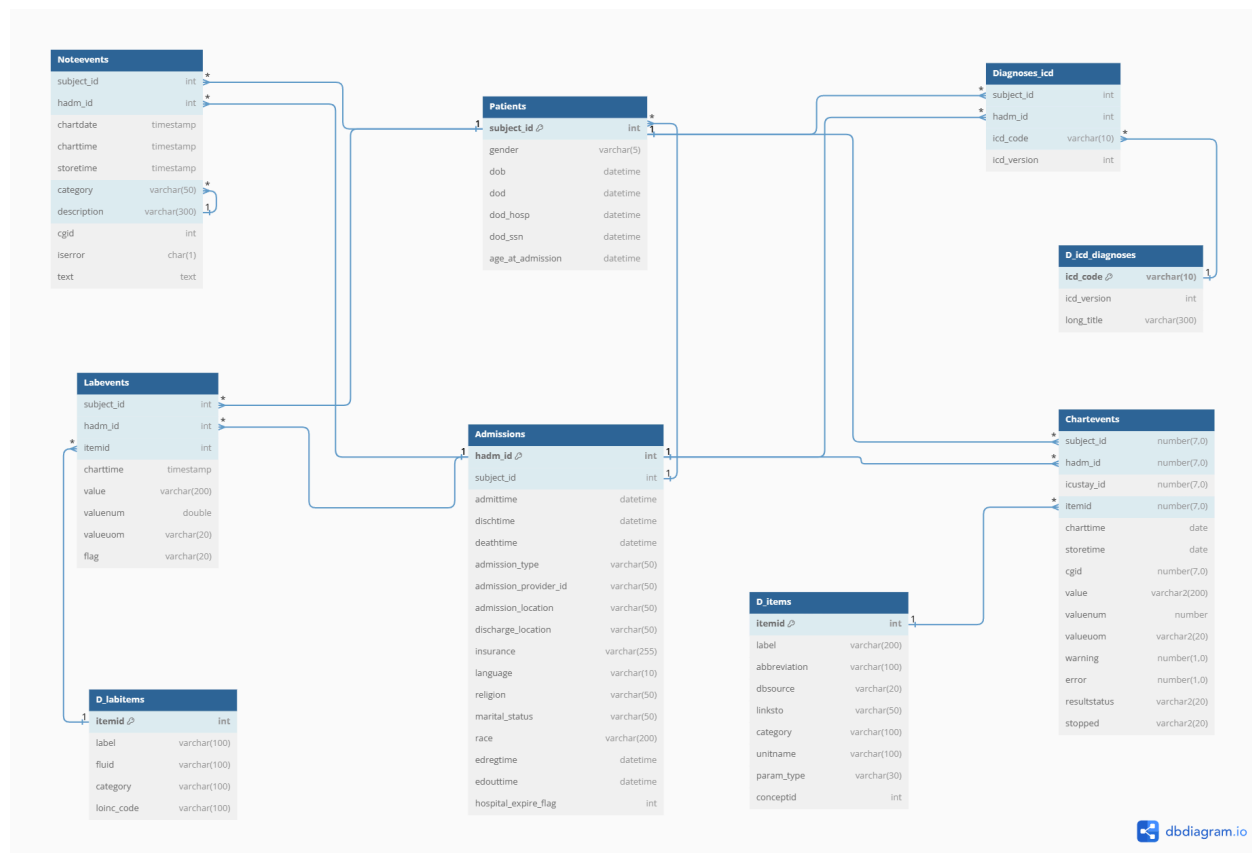 Noteevents
subject_id int *
hadm_id int *
chartdate timestamp
charttime timestamp
storetime timestamp
category varchar(50) *
description varchar(300) 1
cgid int
iserror char(1)
text text
Patients
1 subject_id int * 1
gender varchar(5)
dob datetime
dod datetime
dod_hosp datetime
dod_ssn datetime
age_at_admission datetime
Diagnoses_icd
* subject_id int
* hadm_id int
icd_code varchar(10) *
icd_version int
D_icd_diagnoses
icd_code varchar(10) 1
icd_version int
long_title varchar(300)
Labevents
subject_id int *
hadm_id int *
* itemid int
charttime timestamp
value varchar(200)
valuenum double
valueuom varchar(20)
flag varchar(20)
Admissions
1 hadm_id int 1
subject_id int 1
admittime datetime
dischtime datetime
deathtime datetime
admission_type varchar(50)
admission_provider_id varchar(50)
admission_location varchar(50)
discharge_location varchar(50)
insurance varchar(255)
language varchar(10)
religion varchar(50)
marital_status varchar(50)
race varchar(200)
edregtime datetime
edouttime datetime
hospital_expire_flag int
Chartevents
* subject_id number(7,0)
* hadm_id number(7,0)
icustay_id number(7,0)
* itemid number(7,0)
charttime date
storetime date
cgid number(7,0)
value varchar2(200)
valuenum number
valueuom varchar2(20)
warning number(1,0)
error number(1,0)
resultstatus varchar2(20)
stopped varchar2(20)
D_items
itemid int 1
label varchar(200)
abbreviation varchar(100)
dbsource varchar(20)
linksto varchar(50)
category varchar(100)
unitname varchar(100)
param_type varchar(30)
conceptid int
D_labitems
1 itemid int
label varchar(100)
fluid varchar(100)
category varchar(100)
loinc_code varchar(100)
dbdiagram.io